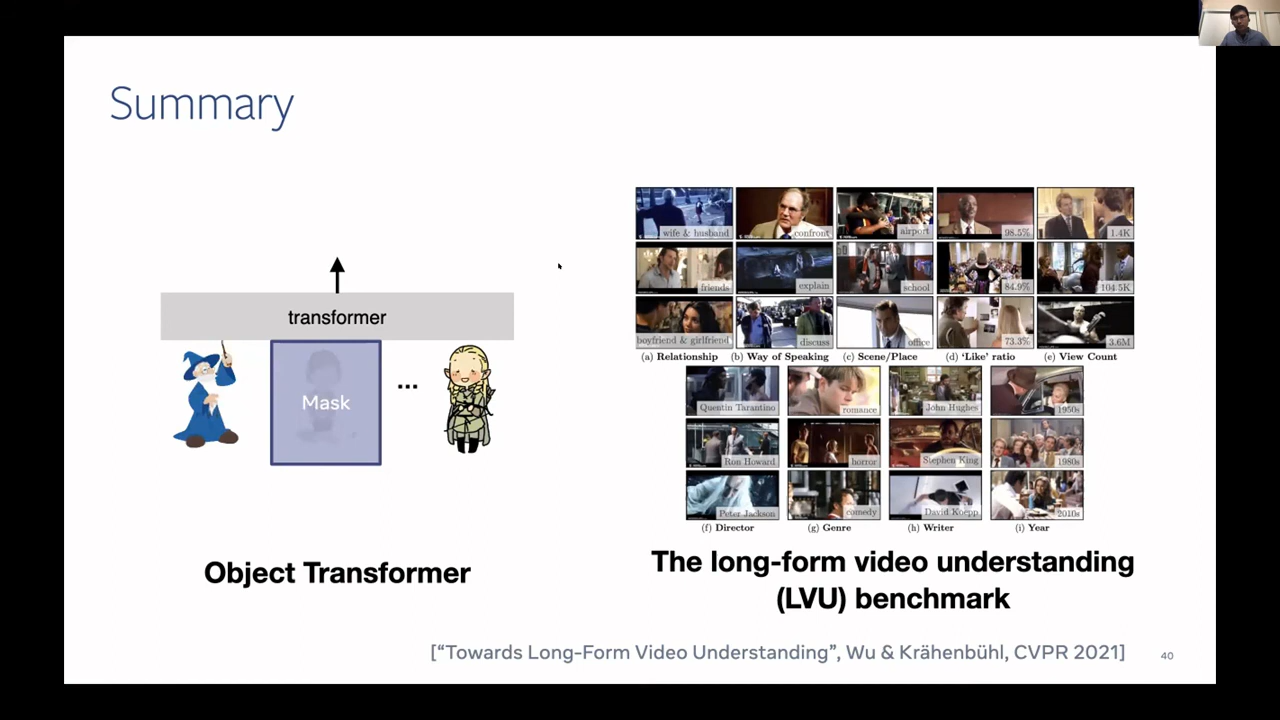 Summary
transformer
Mask
...
Object Transformer
wife & husband
confront
airport
98.5%
1.4K
friends
explain
school
84.9%
104.5K
boyfriend & girlfriend
discuss
office
73.3%
3.6M
(a) Relationship
(b) Way of Speaking
(c) Scene/Place
(d) ‘Like’ ratio
(e) View Count
Quentin Tarantino
romance
John Hughes
1950s
Ron Howard
horror
Stephen King
1980s
Peter Jackson
comedy
David Koepp
2010s
(f) Director
(g) Genre
(h) Writer
(i) Year
The long-form video understanding
(LVU) benchmark
[“Towards Long-Form Video Understanding”, Wu & Krähenbühl, CVPR 2021]
40